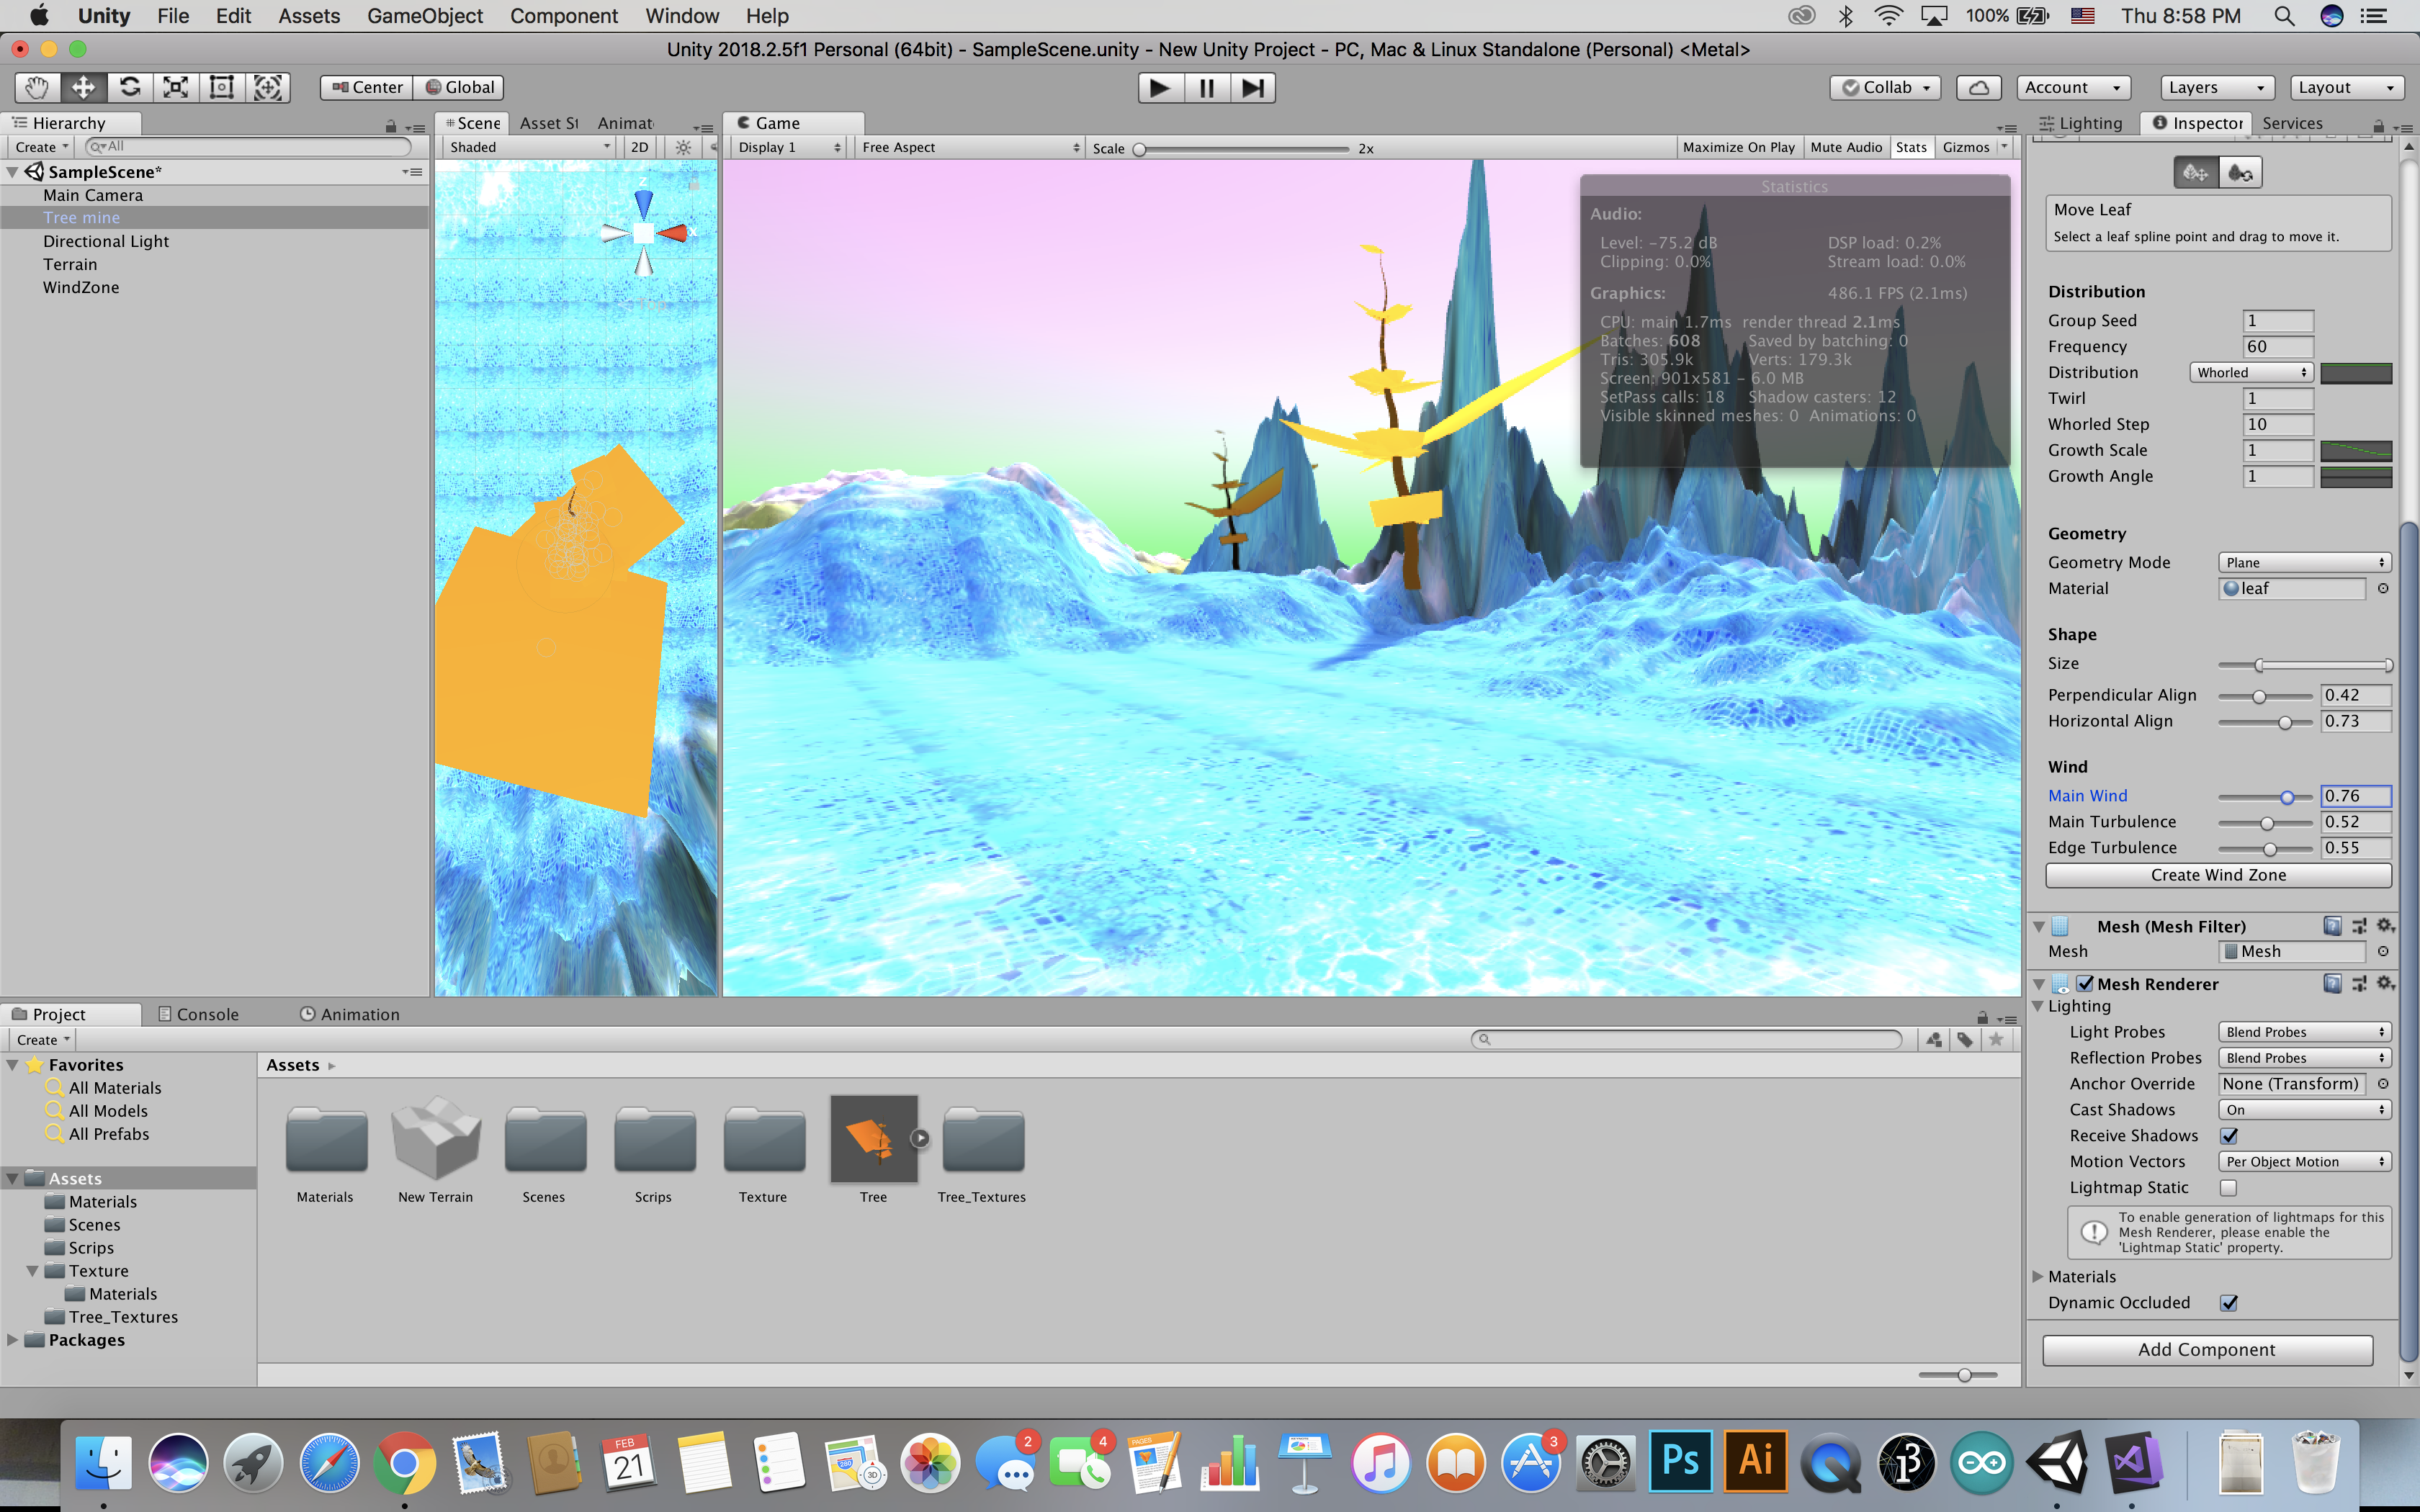 Unity File Edit Assets GameObject Component Window Help 100% Thu 8:58 PM
Unity 2018.2.5f1 Personal (64bit) - SampleScene.unity - New Unity Project - PC, Mac & Linux Standalone (Personal) <Metal>
Center Global Collab Account Layers Layout
Hierarchy
Create All
SampleScene*
Main Camera
Tree mine
Directional Light
Terrain
WindZone
Scene Asset St Animat
Shaded 2D
z
x
Top
Game
Display 1 Free Aspect Scale 2x Maximize On Play Mute Audio Stats Gizmos
Statistics
Audio:
Level: -75.2 dB DSP load: 0.2%
Clipping: 0.0% Stream load: 0.0%
Graphics: 486.1 FPS (2.1ms)
CPU: main 1.7ms render thread 2.1ms
Batches: 608 Saved by batching: 0
Tris: 305.9k Verts: 179.3k
Screen: 901x581 - 6.0 MB
SetPass calls: 18 Shadow casters: 12
Visible skinned meshes: 0 Animations: 0
Lighting Inspector Services
Move Leaf
Select a leaf spline point and drag to move it.
Distribution
Group Seed 1
Frequency 60
Distribution Whorled
Twirl 1
Whorled Step 10
Growth Scale 1
Growth Angle 1
Geometry
Geometry Mode Plane
Material leaf
Shape
Size
Perpendicular Align 0.42
Horizontal Align 0.73
Wind
Main Wind 0.76
Main Turbulence 0.52
Edge Turbulence 0.55
Create Wind Zone
Mesh (Mesh Filter)
Mesh Mesh
Mesh Renderer
Lighting
Light Probes Blend Probes
Reflection Probes Blend Probes
Anchor Override None (Transform)
Cast Shadows On
Receive Shadows
Motion Vectors Per Object Motion
Lightmap Static
To enable generation of lightmaps for this
Mesh Renderer, please enable the
'Lightmap Static' property.
Materials
Dynamic Occluded
Add Component
Project Console Animation
Create
Favorites
All Materials
All Models
All Prefabs
Assets
Materials
Scenes
Scrips
Texture
Materials
Tree_Textures
Packages
Assets
Materials New Terrain Scenes Scrips Texture Tree Tree_Textures
FEB
21
280
3D
2
4
PAGES
3
Ps
Ai